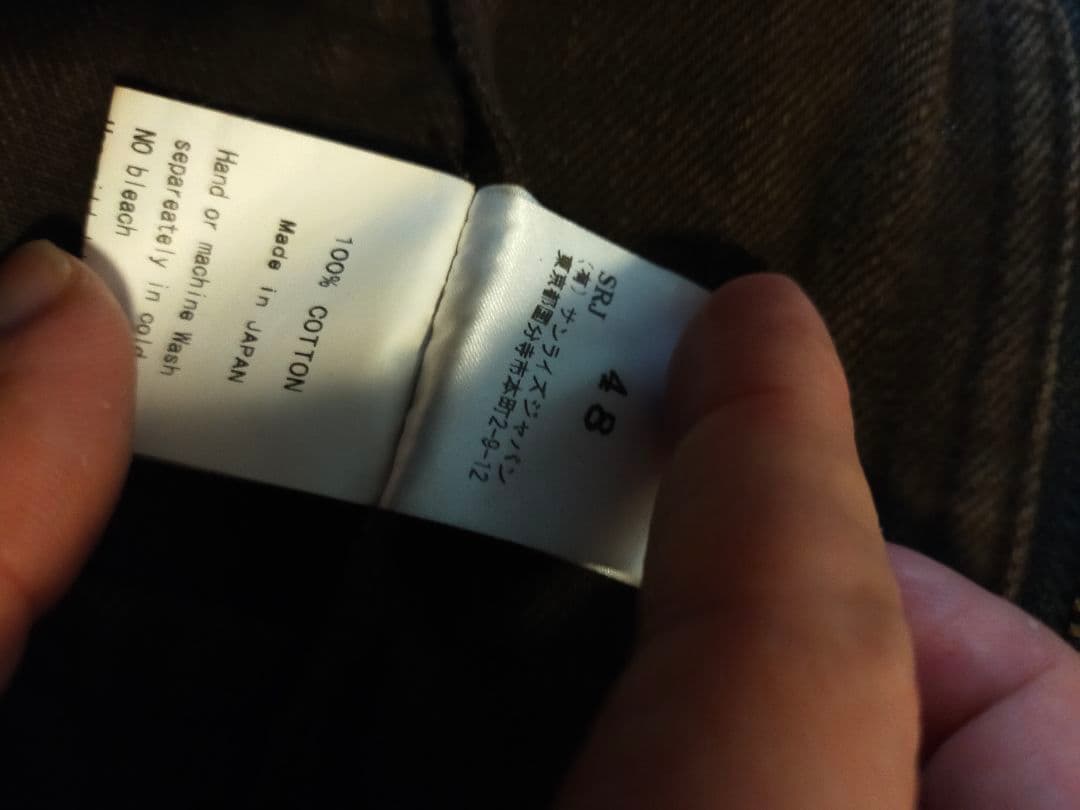 SRJ 48
(有)サンライズジャパン
東京都国分寺市本町2-9-12
100% COTTON
Made in JAPAN
Hand or machine Wash
separeately in cold
NO bleach